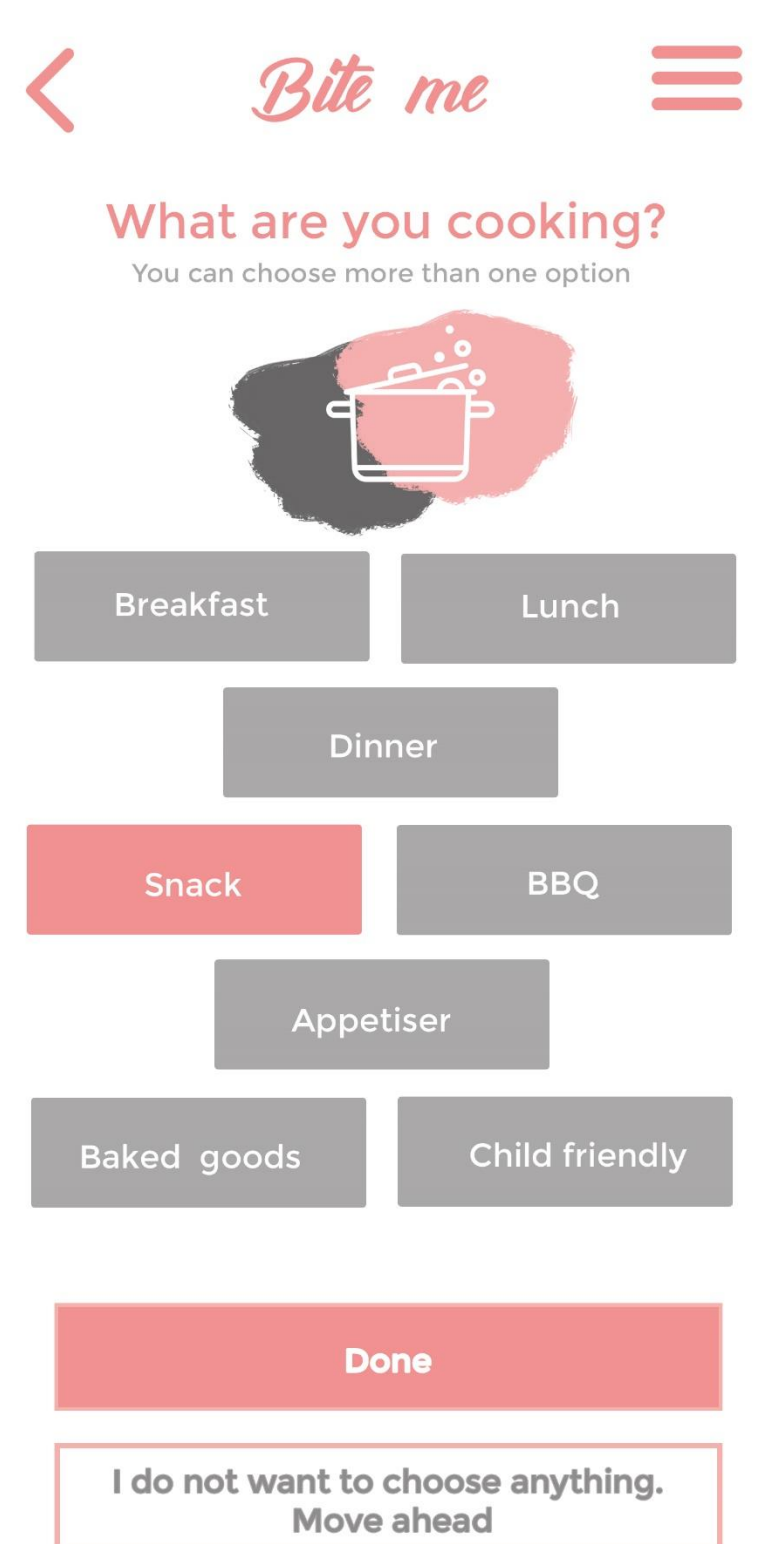 Bite me
What are you cooking?
You can choose more than one option
Breakfast
Lunch
Dinner
Snack
BBQ
Appetiser
Baked goods
Child friendly
Done
I do not want to choose anything.
Move ahead